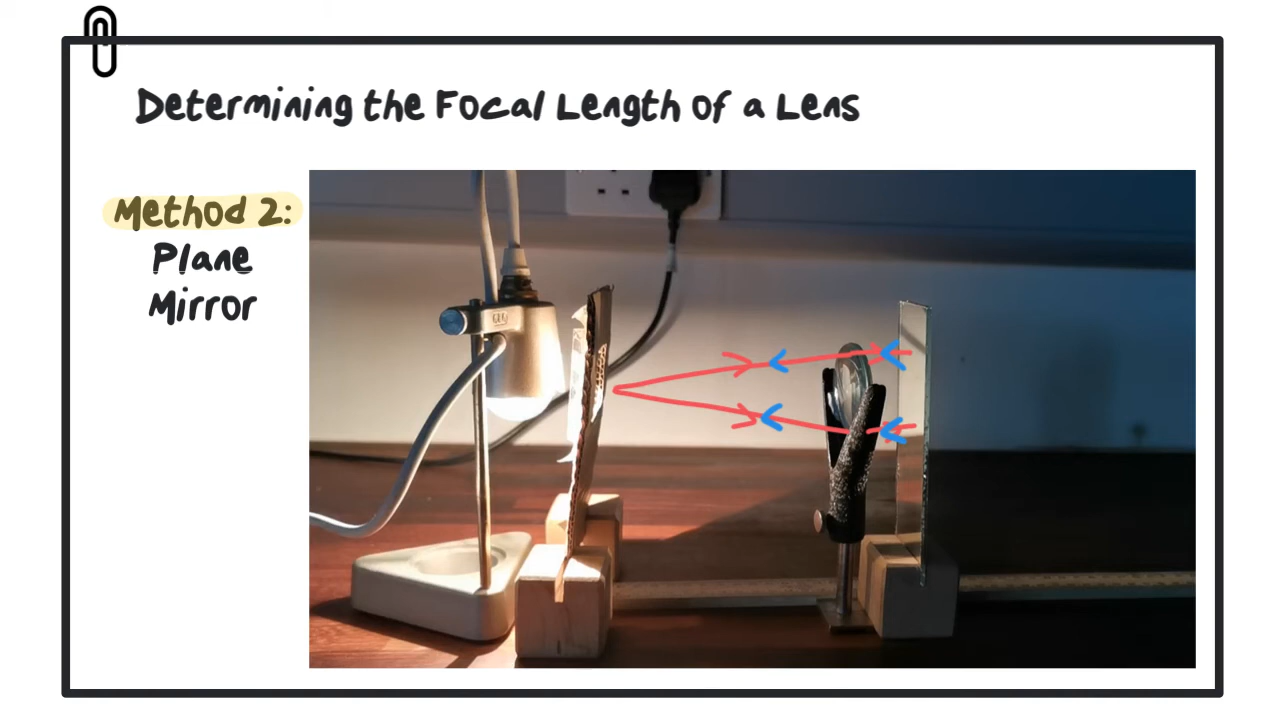 Determining the Focal Length of a Lens
Method 2:
Plane
Mirror